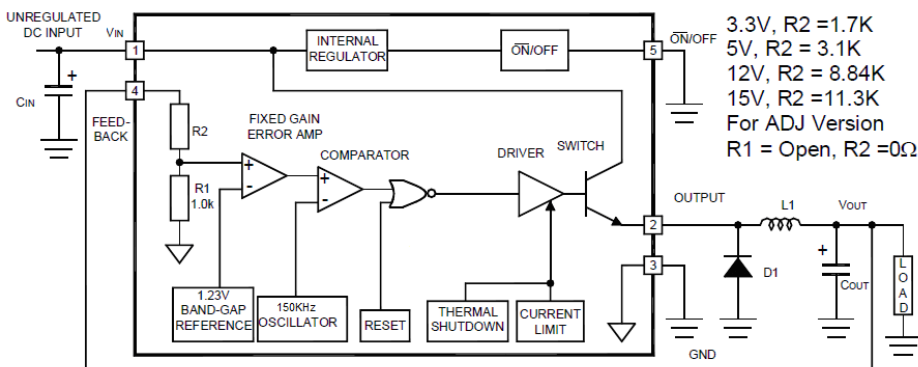 UNREGULATED
DC INPUT
VIN
1
INTERNAL
REGULATOR
ON/OFF
5
ON/OFF
3.3V, R2 =1.7K
5V, R2 = 3.1K
12V, R2 = 8.84K
15V, R2 =11.3K
For ADJ Version
R1 = Open, R2 =0Ω
+
CIN
4
FEED-
BACK
R2
FIXED GAIN
ERROR AMP
COMPARATOR
DRIVER
SWITCH
+
-
+
-
R1
1.0k
OUTPUT
2
L1
VOUT
3
D1
+
COUT
LOAD
1.23V
BAND-GAP
REFERENCE
150KHz
OSCILLATOR
RESET
THERMAL
SHUTDOWN
CURRENT
LIMIT
GND